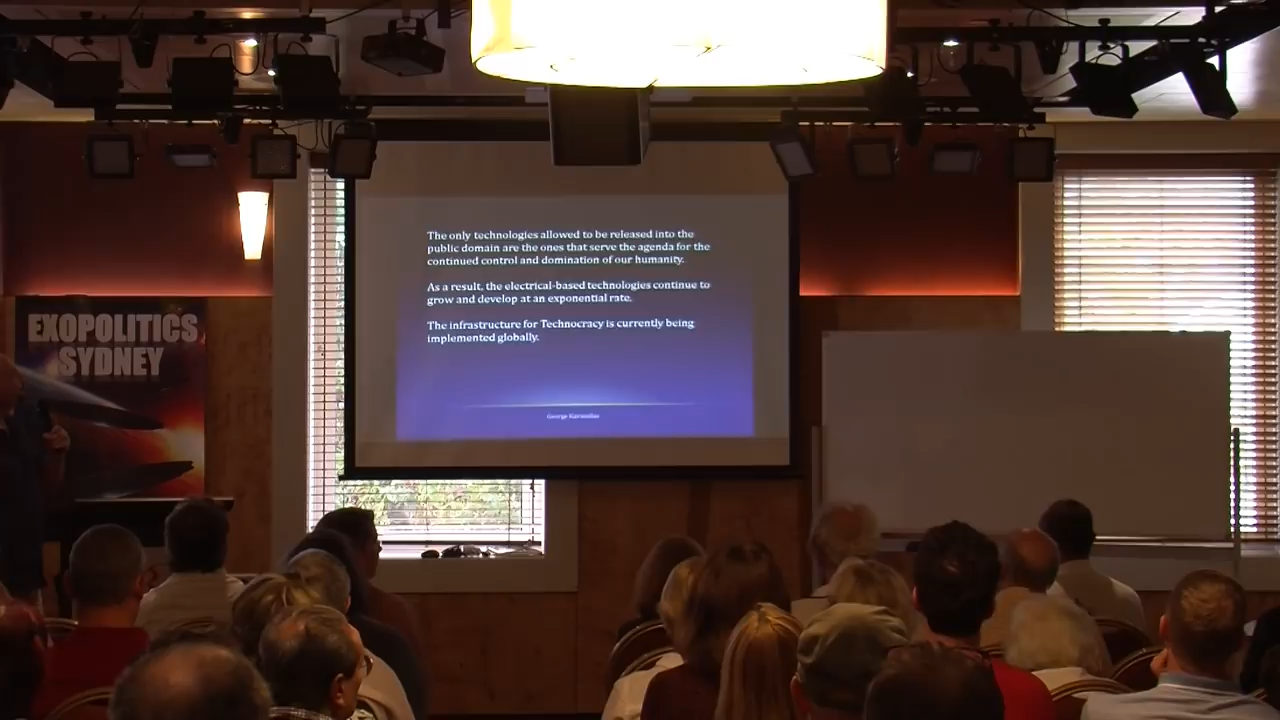 EXOPOLITICS
SYDNEY
The only technologies allowed to be released into the
public domain are the ones that serve the agenda for the
continued control and domination of our humanity.
As a result, the electrical-based technologies continue to
grow and develop at an exponential rate.
The infrastructure for Technocracy is currently being
implemented globally.
George